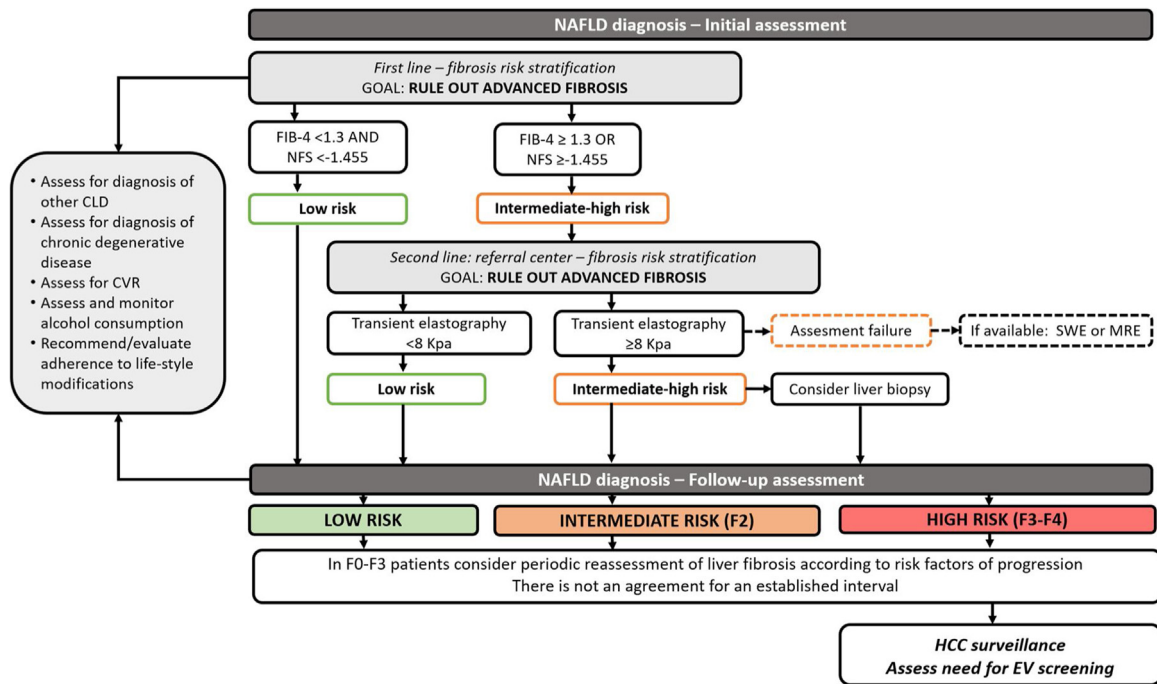 NAFLD diagnosis – Initial assessment
First line – fibrosis risk stratification
GOAL: RULE OUT ADVANCED FIBROSIS
FIB-4 <1.3 AND
NFS <-1.455
FIB-4 ≥ 1.3 OR
NFS ≥-1.455
Low risk
Intermediate-high risk
• Assess for diagnosis of
other CLD
• Assess for diagnosis of
chronic degenerative
disease
• Assess for CVR
• Assess and monitor
alcohol consumption
• Recommend/evaluate
adherence to life-style
modifications
Second line: referral center – fibrosis risk stratification
GOAL: RULE OUT ADVANCED FIBROSIS
Transient elastography
<8 Kpa
Transient elastography
≥8 Kpa
Assesment failure
If available: SWE or MRE
Low risk
Intermediate-high risk
Consider liver biopsy
NAFLD diagnosis – Follow-up assessment
LOW RISK
INTERMEDIATE RISK (F2)
HIGH RISK (F3-F4)
In F0-F3 patients consider periodic reassessment of liver fibrosis according to risk factors of progression
There is not an agreement for an established interval
HCC surveillance
Assess need for EV screening